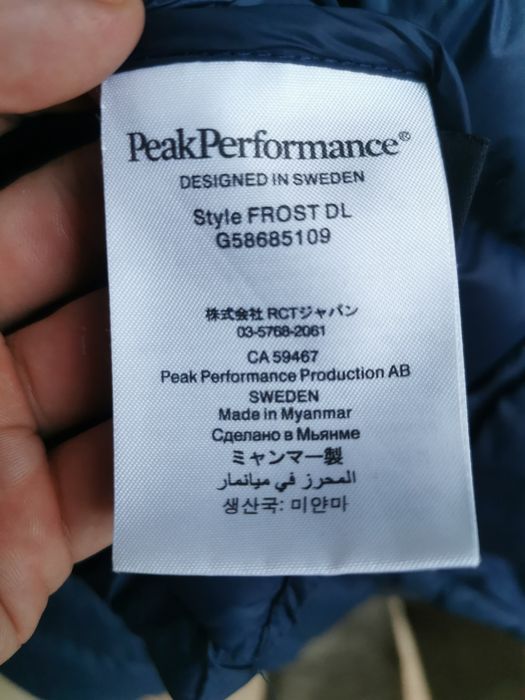 PeakPerformance®
DESIGNED IN SWEDEN
Style FROST DL
G58685109
株式会社 RCTジャパン
03-5768-2061
CA 59467
Peak Performance Production AB
SWEDEN
Made in Myanmar
Сделано в Мьянме
ミャンマー製
المحرز في ميانمار
생산국: 미얀마